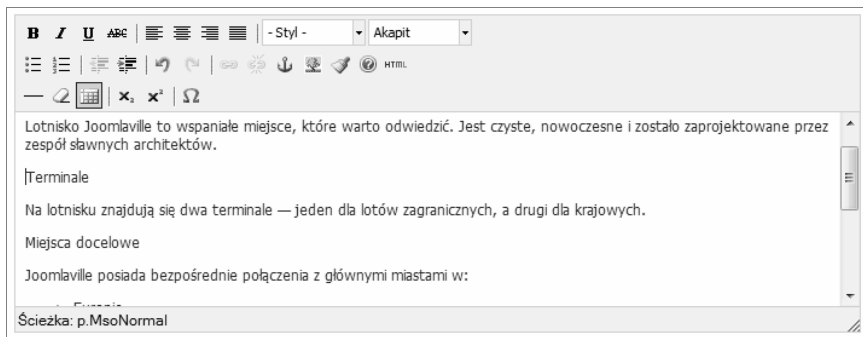 B I U ABC - Styl - Akapit
HTML
x₂ x² Ω
Lotnisko Joomlaville to wspaniałe miejsce, które warto odwiedzić. Jest czyste, nowoczesne i zostało zaprojektowane przez
zespół sławnych architektów.
Terminale
Na lotnisku znajdują się dwa terminale — jeden dla lotów zagranicznych, a drugi dla krajowych.
Miejsca docelowe
Joomlaville posiada bezpośrednie połączenia z głównymi miastami w:
Ścieżka: p.MsoNormal